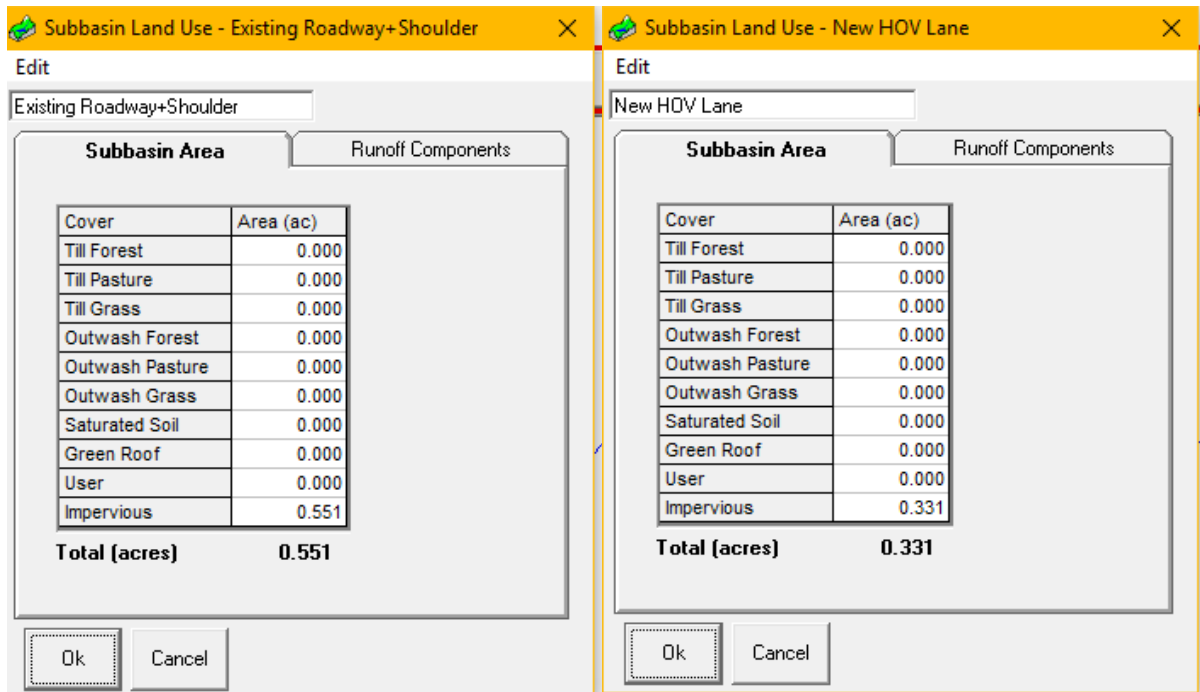 Subbasin Land Use - Existing Roadway+Shoulder
Edit
Existing Roadway+Shoulder
Subbasin Area
Runoff Components
Cover Area (ac)
Till Forest 0.000
Till Pasture 0.000
Till Grass 0.000
Outwash Forest 0.000
Outwash Pasture 0.000
Outwash Grass 0.000
Saturated Soil 0.000
Green Roof 0.000
User 0.000
Impervious 0.551
Total (acres) 0.551
Ok Cancel
Subbasin Land Use - New HOV Lane
Edit
New HOV Lane
Subbasin Area
Runoff Components
Cover Area (ac)
Till Forest 0.000
Till Pasture 0.000
Till Grass 0.000
Outwash Forest 0.000
Outwash Pasture 0.000
Outwash Grass 0.000
Saturated Soil 0.000
Green Roof 0.000
User 0.000
Impervious 0.331
Total (acres) 0.331
Ok Cancel